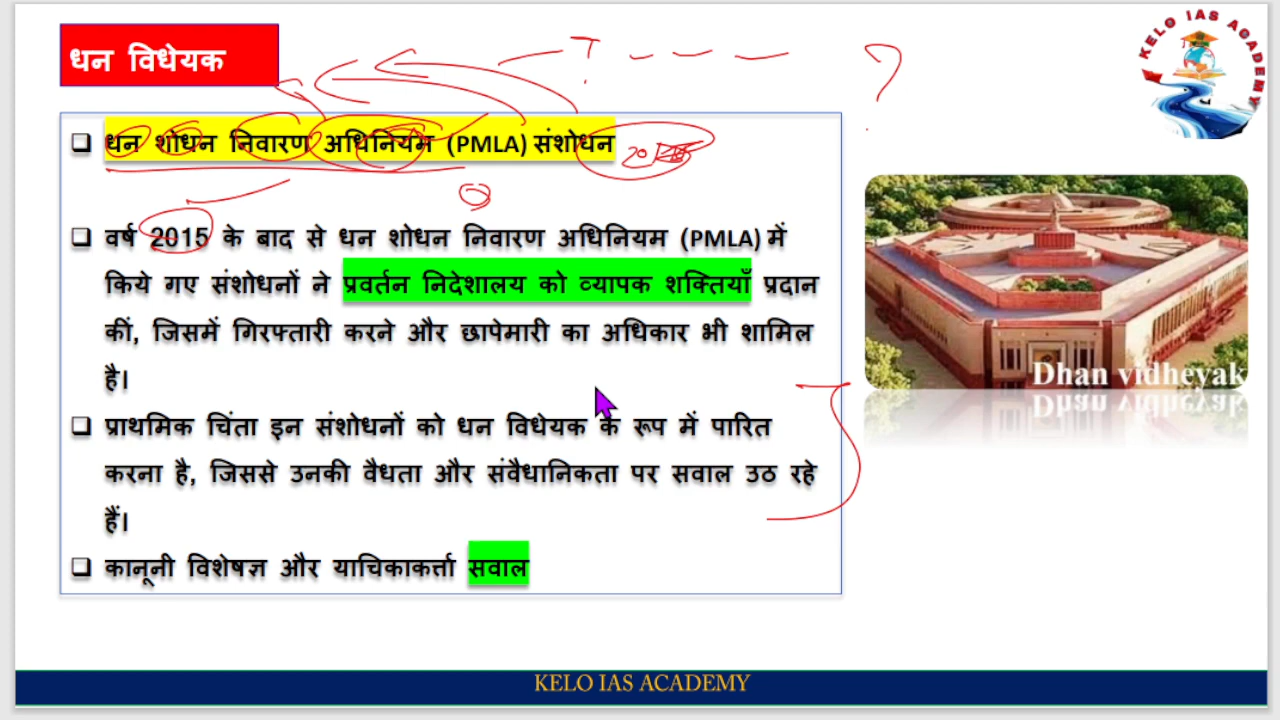 धन विधेयक
KELO IAS ACADEMY
धन शोधन निवारण अधिनियम (PMLA) संशोधन
वर्ष 2015 के बाद से धन शोधन निवारण अधिनियम (PMLA) में
किये गए संशोधनों ने प्रवर्तन निदेशालय को व्यापक शक्तियाँ प्रदान
कीं, जिसमें गिरफ्तारी करने और छापेमारी का अधिकार भी शामिल
है।
प्राथमिक चिंता इन संशोधनों को धन विधेयक के रूप में पारित
करना है, जिससे उनकी वैधता और संवैधानिकता पर सवाल उठ रहे
हैं।
कानूनी विशेषज्ञ और याचिकाकर्त्ता सवाल
Dhan vidheyak
KELO IAS ACADEMY